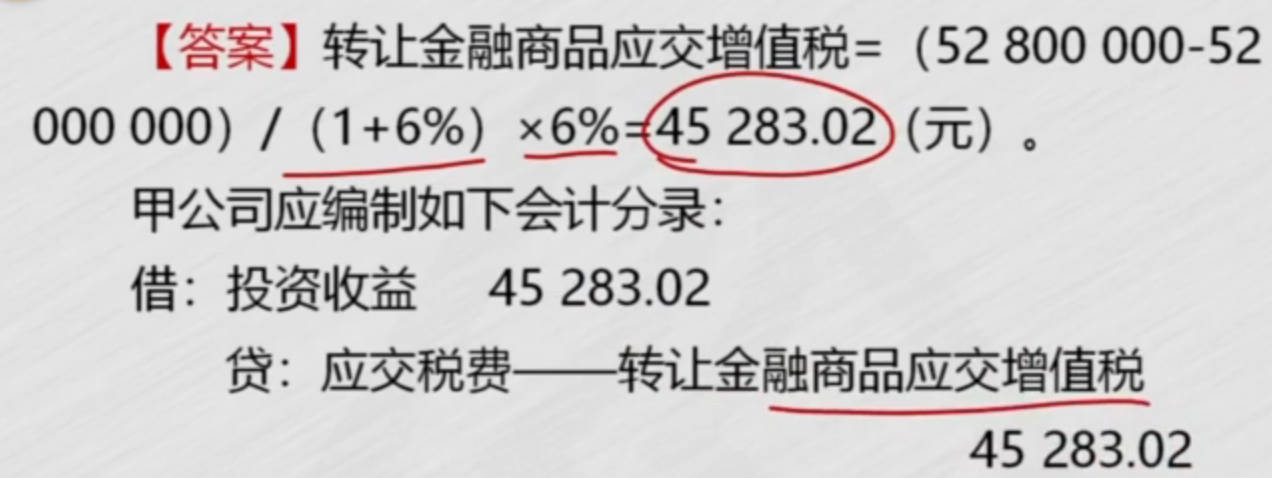 【答案】转让金融商品应交增值税=（52 800 000-52
000 000）/（1+6%）×6%=45 283.02（元）。
甲公司应编制如下会计分录：
借：投资收益 45 283.02
贷：应交税费——转让金融商品应交增值税
45 283.02